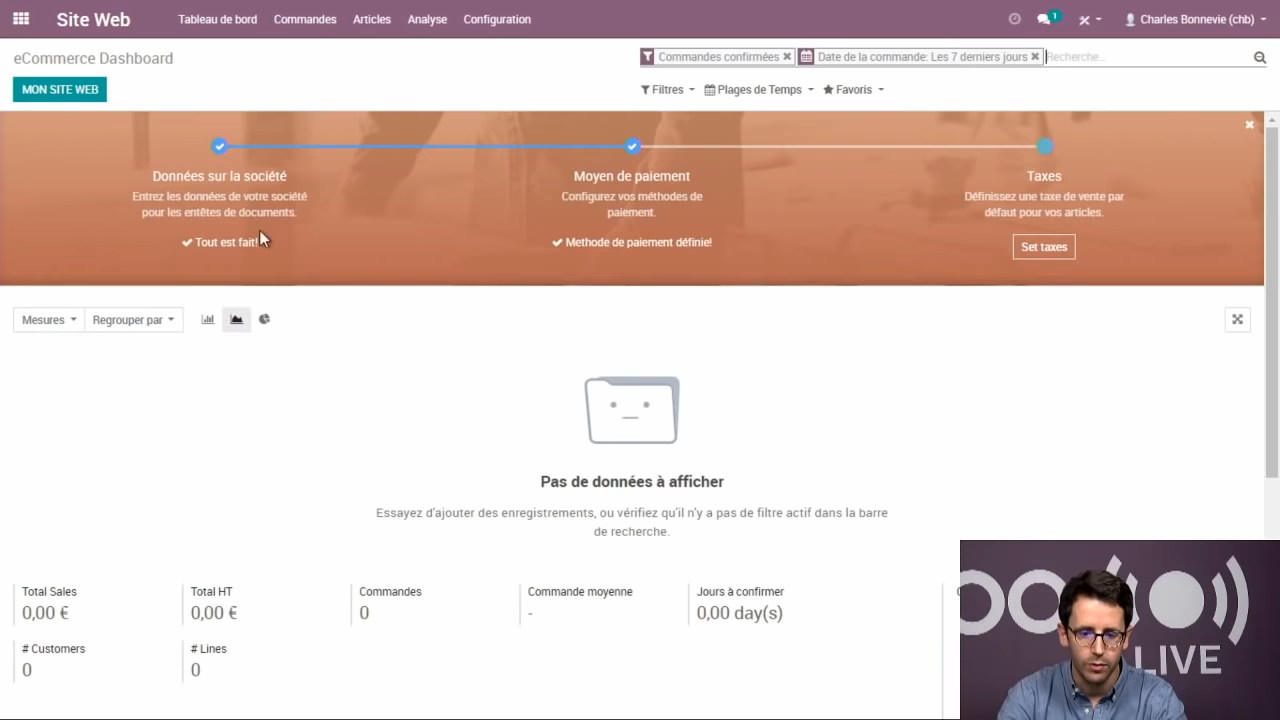 Site Web
Tableau de bord
Commandes
Articles
Analyse
Configuration
1
Charles Bonnevie (chb)
eCommerce Dashboard
Commandes confirmées
Date de la commande: Les 7 derniers jours
Recherche...
MON SITE WEB
Filtres
Plages de Temps
Favoris
Données sur la société
Entrez les données de votre société
pour les entêtes de documents.
Tout est fait!
Moyen de paiement
Configurez vos méthodes de
paiement.
Methode de paiement définie!
Taxes
Définissez une taxe de vente par
défaut pour vos articles.
Set taxes
Mesures
Regrouper par
Pas de données à afficher
Essayez d'ajouter des enregistrements, ou vérifiez qu'il n'y a pas de filtre actif dans la barre
de recherche.
Total Sales
0,00 €
Total HT
0,00 €
Commandes
0
Commande moyenne
-
Jours à confirmer
0,00 day(s)
# Customers
0
# Lines
0
LIVE